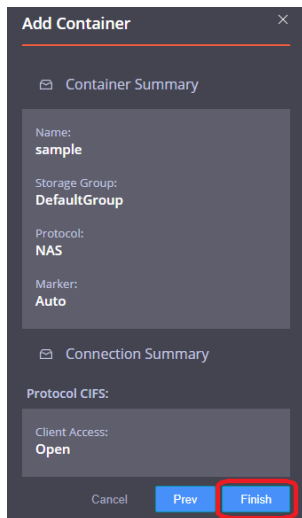 Add Container
Container Summary
Name:
sample
Storage Group:
DefaultGroup
Protocol:
NAS
Marker:
Auto
Connection Summary
Protocol CIFS:
Client Access:
Open
Cancel Prev Finish